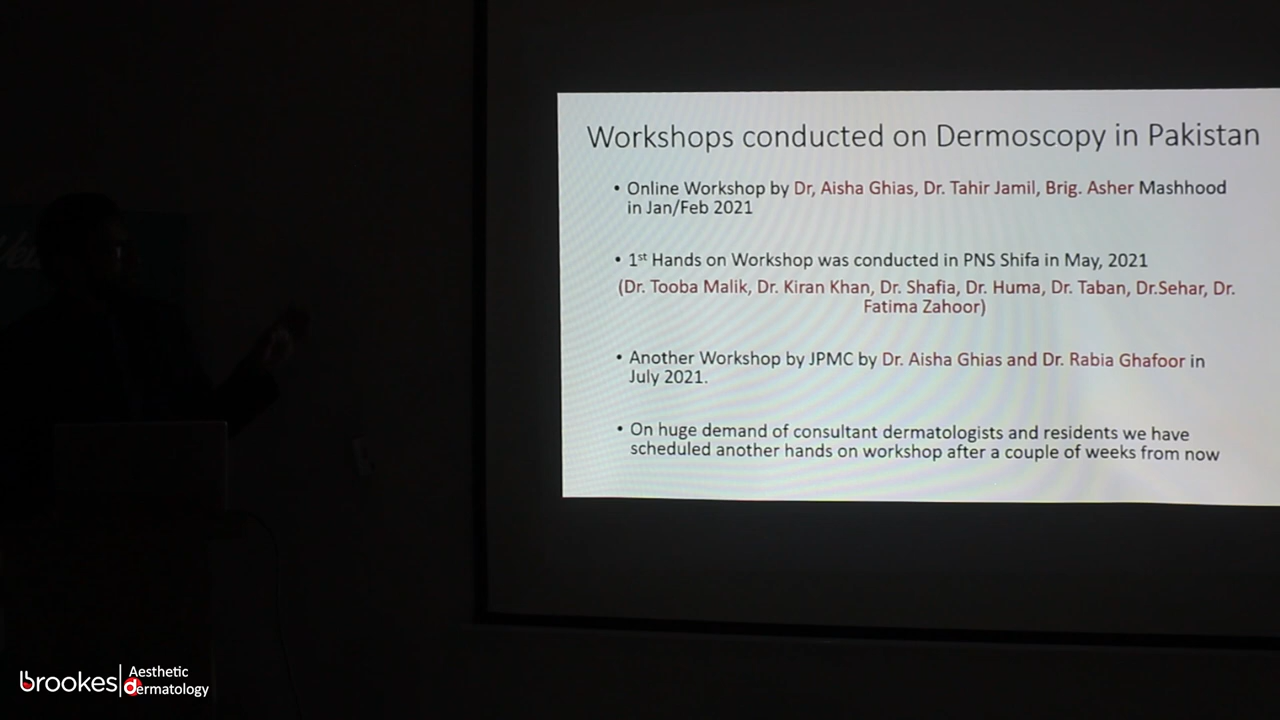 Workshops conducted on Dermoscopy in Pakistan
• Online Workshop by Dr, Aisha Ghias, Dr. Tahir Jamil, Brig. Asher Mashhood
in Jan/Feb 2021
• 1st Hands on Workshop was conducted in PNS Shifa in May, 2021
(Dr. Tooba Malik, Dr. Kiran Khan, Dr. Shafia, Dr. Huma, Dr. Taban, Dr.Sehar, Dr.
Fatima Zahoor)
• Another Workshop by JPMC by Dr. Aisha Ghias and Dr. Rabia Ghafoor in
July 2021.
• On huge demand of consultant dermatologists and residents we have
scheduled another hands on workshop after a couple of weeks from now
brookes Aesthetic
dermatology